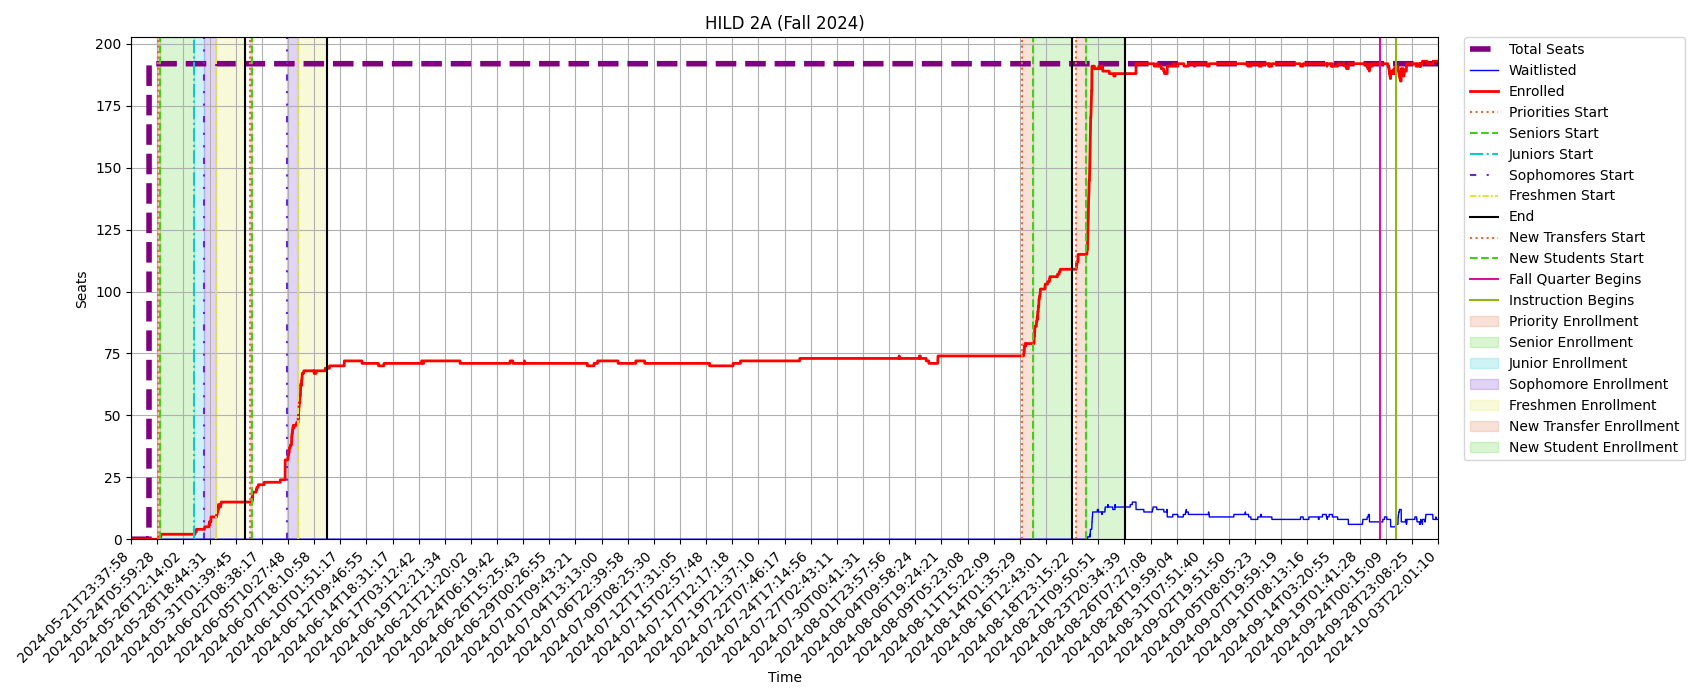 HILD 2A (Fall 2024)
200
175
150
125
100
75
50
25
0
Seats
2024-05-21T23:37:58
2024-05-24T05:59:28
2024-05-26T12:14:02
2024-05-28T18:44:31
2024-05-31T01:39:45
2024-06-02T08:38:17
2024-06-05T10:27:48
2024-06-07T18:10:58
2024-06-10T01:51:17
2024-06-12T09:46:55
2024-06-14T18:31:17
2024-06-17T03:12:42
2024-06-19T12:21:34
2024-06-21T21:20:02
2024-06-24T06:19:42
2024-06-26T15:25:43
2024-06-29T00:26:55
2024-07-01T09:43:21
2024-07-04T13:13:00
2024-07-06T22:39:58
2024-07-09T08:25:30
2024-07-12T17:31:05
2024-07-15T02:57:48
2024-07-17T12:17:18
2024-07-19T21:37:10
2024-07-22T07:46:17
2024-07-24T17:14:56
2024-07-27T02:43:11
2024-07-30T00:41:31
2024-08-01T23:57:56
2024-08-04T09:58:24
2024-08-06T19:24:21
2024-08-09T05:23:08
2024-08-11T15:22:09
2024-08-14T01:35:29
2024-08-16T12:43:01
2024-08-18T23:15:22
2024-08-21T09:50:51
2024-08-23T20:34:39
2024-08-26T07:27:08
2024-08-28T19:59:04
2024-08-31T07:51:40
2024-09-02T19:51:50
2024-09-05T08:05:23
2024-09-07T19:59:19
2024-09-10T08:13:16
2024-09-14T03:20:55
2024-09-19T01:41:28
2024-09-24T00:15:09
2024-09-28T23:08:25
2024-10-03T22:01:10
Time
Total Seats
Waitlisted
Enrolled
Priorities Start
Seniors Start
Juniors Start
Sophomores Start
Freshmen Start
End
New Transfers Start
New Students Start
Fall Quarter Begins
Instruction Begins
Priority Enrollment
Senior Enrollment
Junior Enrollment
Sophomore Enrollment
Freshmen Enrollment
New Transfer Enrollment
New Student Enrollment